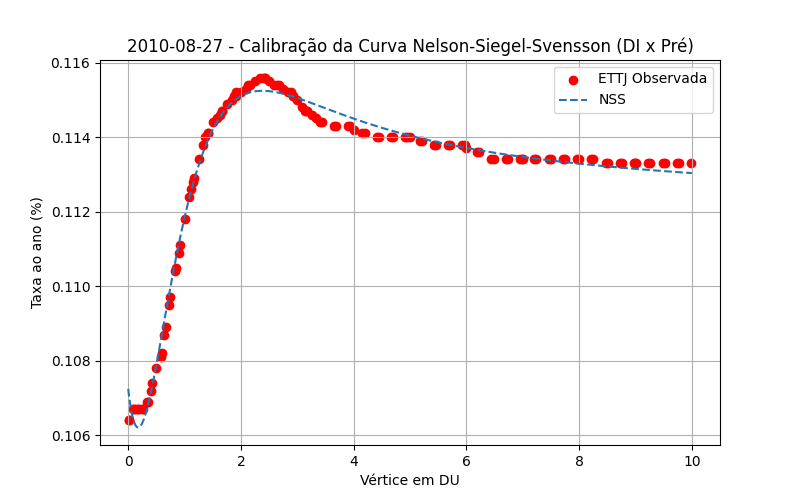 2010-08-27 - Calibração da Curva Nelson-Siegel-Svensson (DI x Pré)
ETTJ Observada
NSS
Taxa ao ano (%)
0.116
0.114
0.112
0.110
0.108
0.106
0
2
4
6
8
10
Vértice em DU